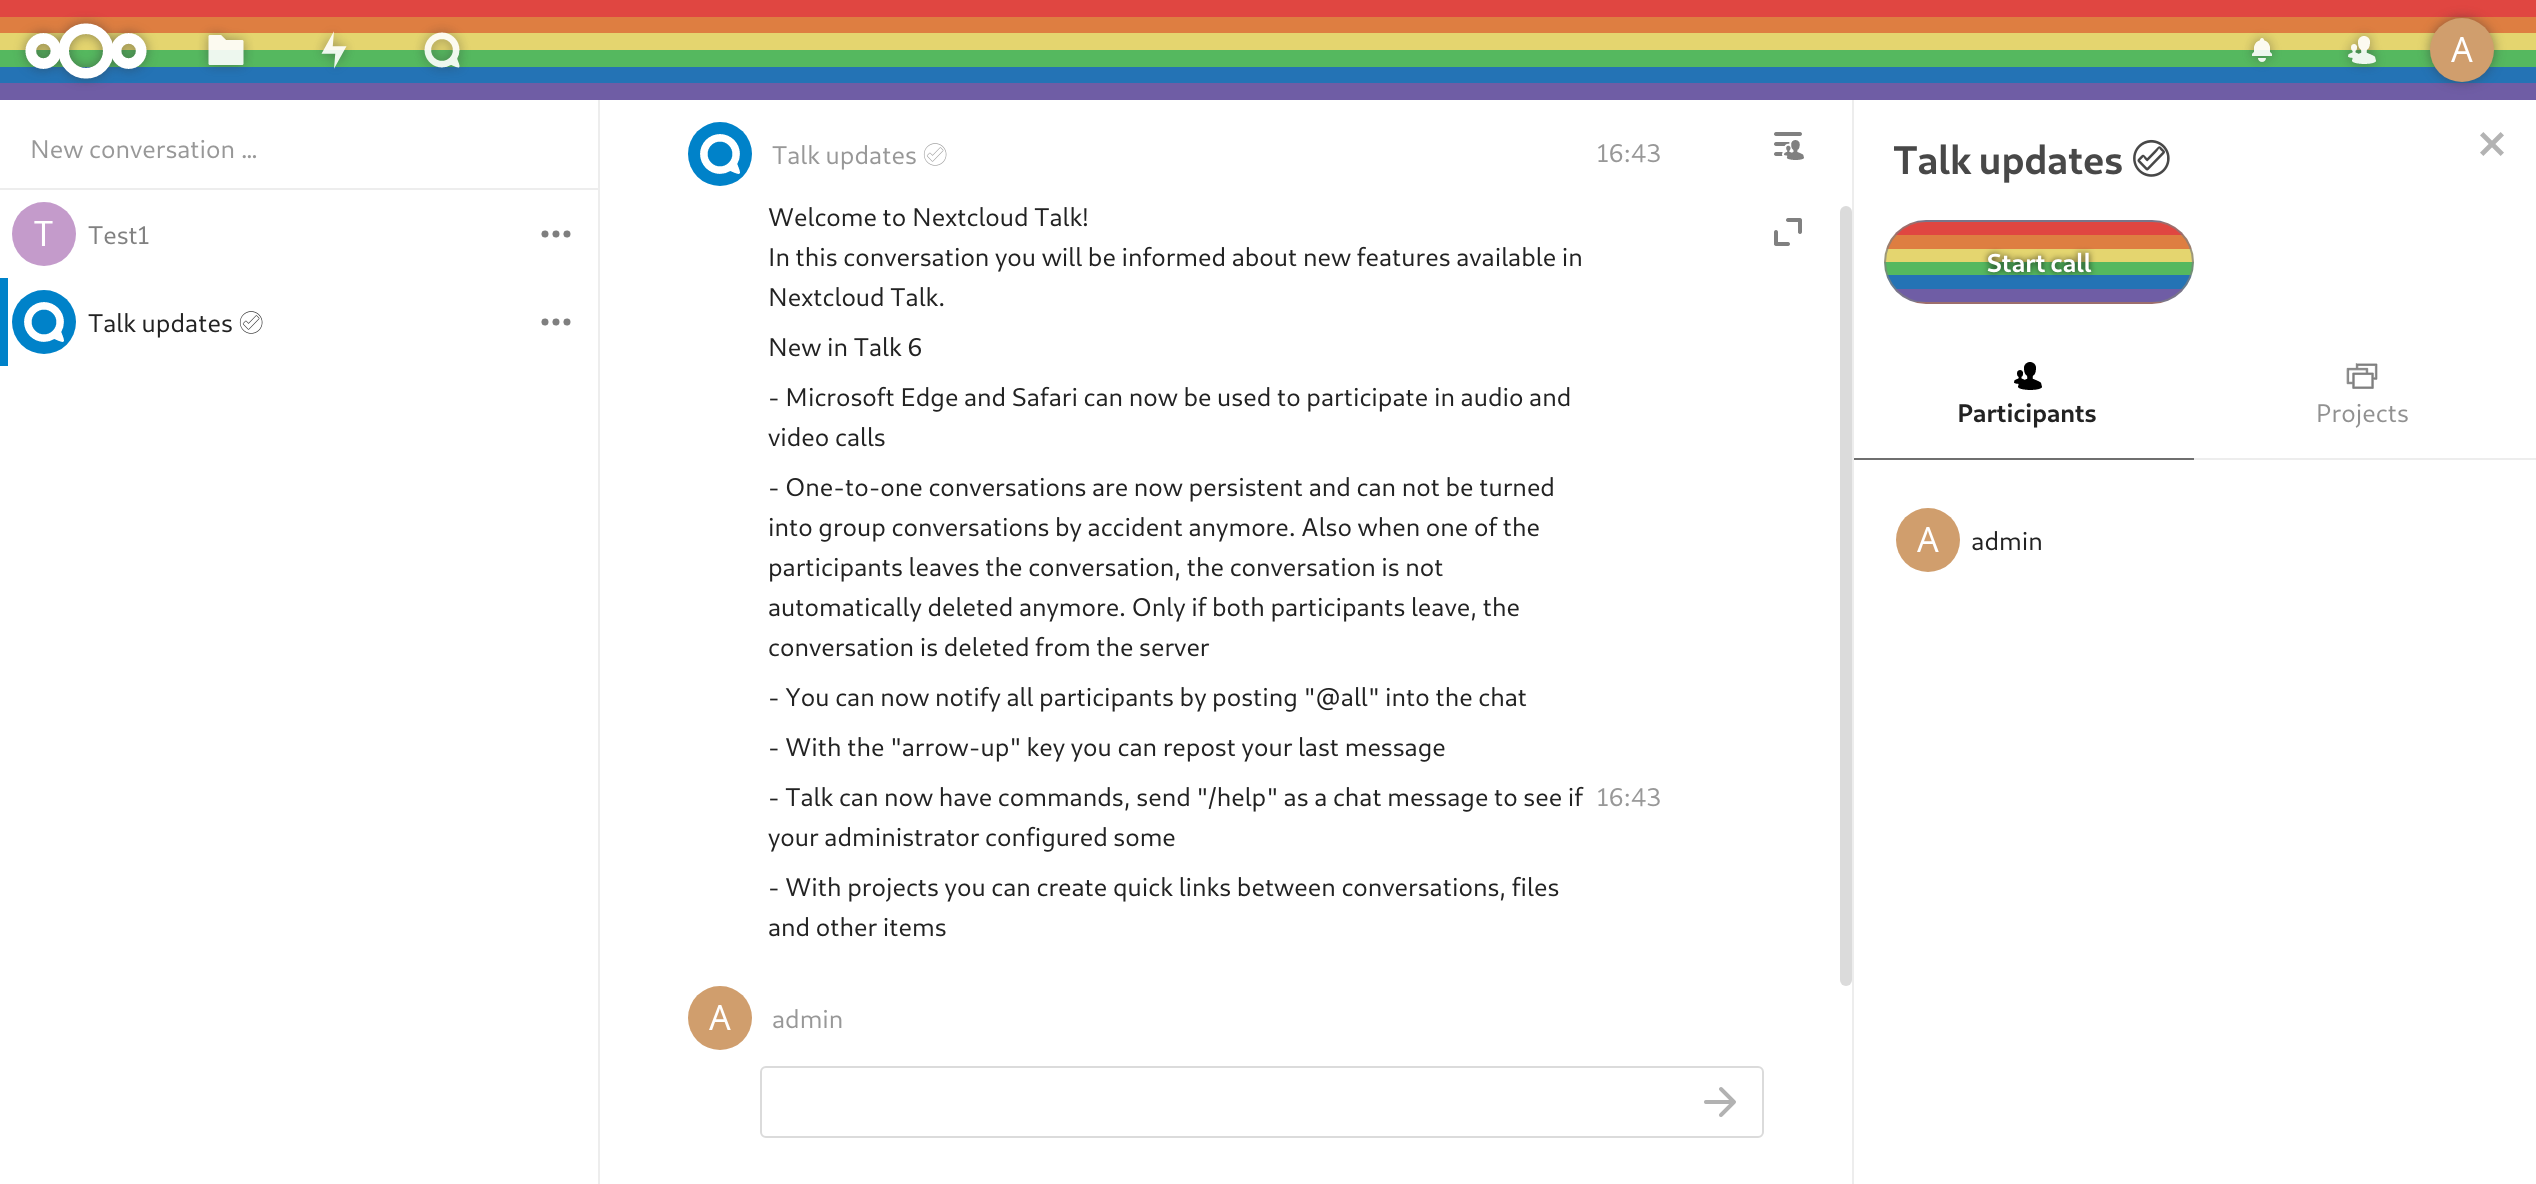 A
New conversation ...
T
Test1
Talk updates
Talk updates
16:43
Welcome to Nextcloud Talk!
In this conversation you will be informed about new features available in
Nextcloud Talk.
New in Talk 6
- Microsoft Edge and Safari can now be used to participate in audio and
video calls
- One-to-one conversations are now persistent and can not be turned
into group conversations by accident anymore. Also when one of the
participants leaves the conversation, the conversation is not
automatically deleted anymore. Only if both participants leave, the
conversation is deleted from the server
- You can now notify all participants by posting "@all" into the chat
- With the "arrow-up" key you can repost your last message
- Talk can now have commands, send "/help" as a chat message to see if 16:43
your administrator configured some
- With projects you can create quick links between conversations, files
and other items
A
admin
Talk updates
Start call
Participants
Projects
A
admin